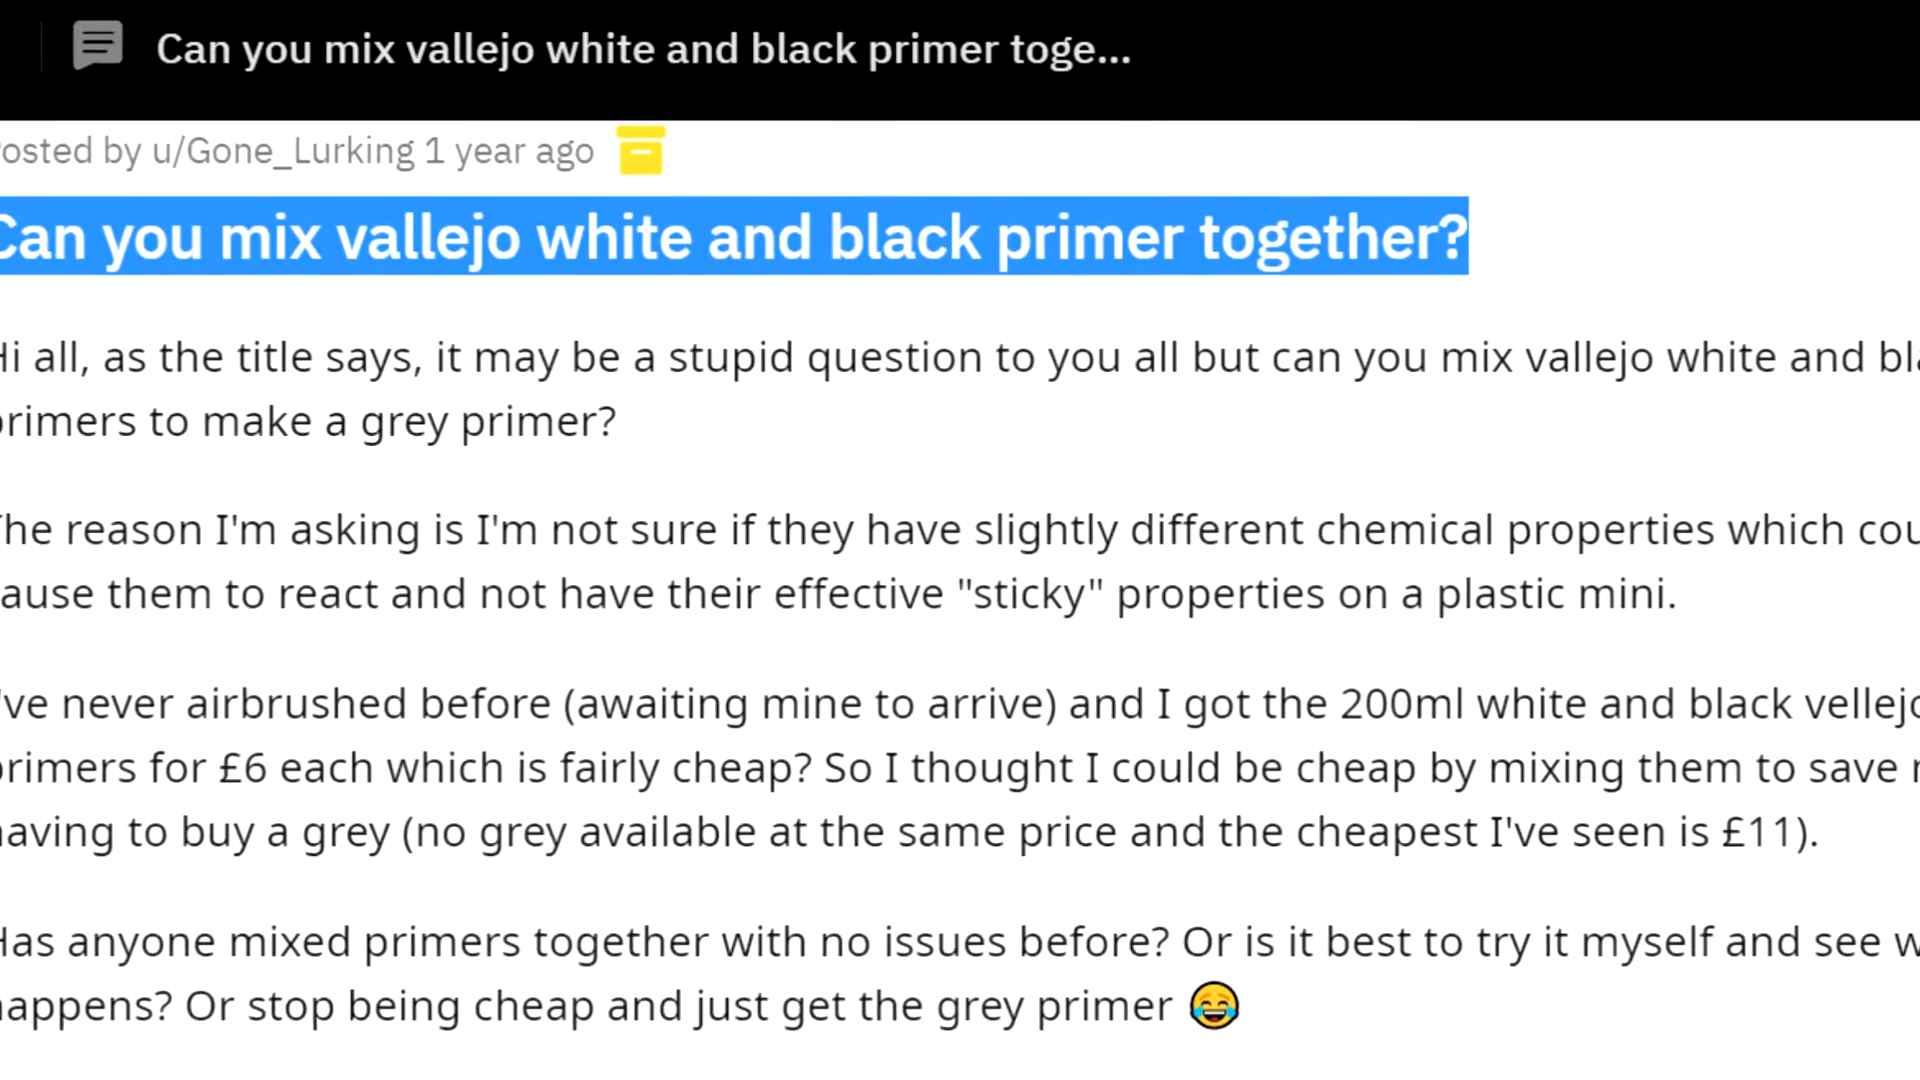 Can you mix vallejo white and black primer toge...
osted by u/Gone_Lurking 1 year ago
Can you mix vallejo white and black primer together?
Hi all, as the title says, it may be a stupid question to you all but can you mix vallejo white and bla
primers to make a grey primer?
The reason I'm asking is I'm not sure if they have slightly different chemical properties which cou
ause them to react and not have their effective "sticky" properties on a plastic mini.
I've never airbrushed before (awaiting mine to arrive) and I got the 200ml white and black vellejo
primers for £6 each which is fairly cheap? So I thought I could be cheap by mixing them to save
having to buy a grey (no grey available at the same price and the cheapest I've seen is £11).
Has anyone mixed primers together with no issues before? Or is it best to try it myself and see w
happens? Or stop being cheap and just get the grey primer 😂